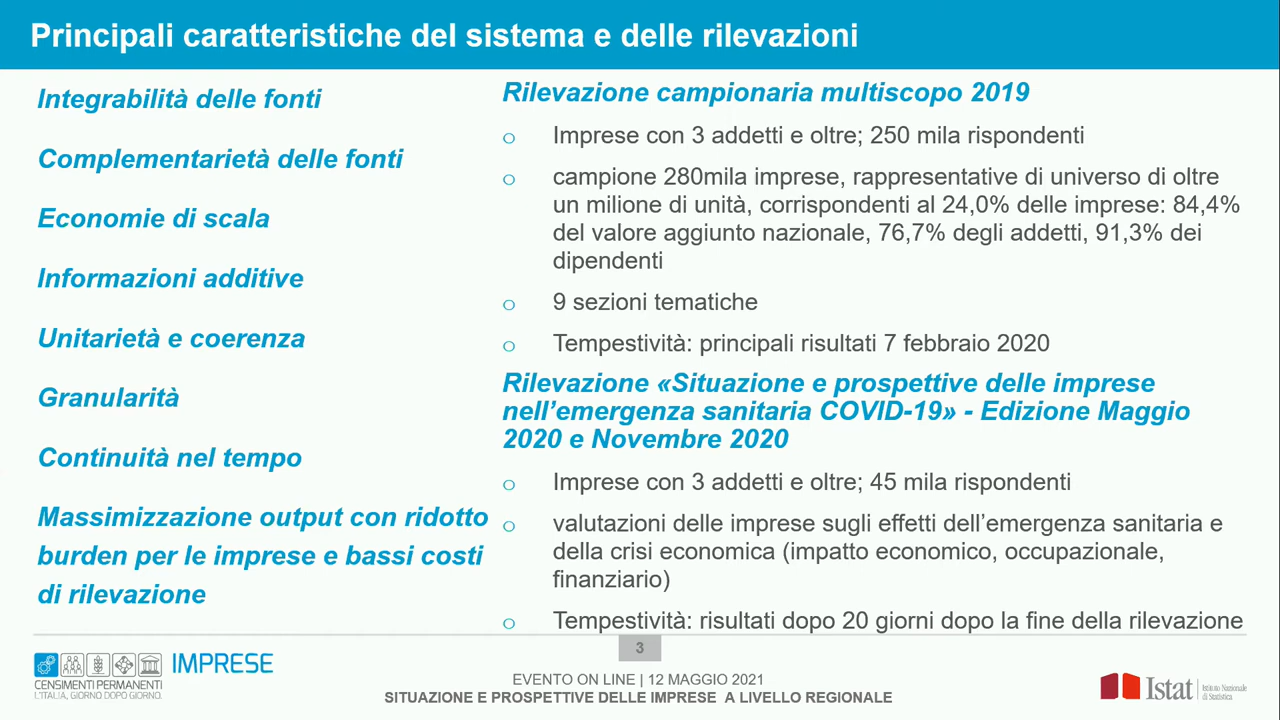 Principali caratteristiche del sistema e delle rilevazioni
Integrabilità delle fonti
Complementarietà delle fonti
Economie di scala
Informazioni additive
Unitarietà e coerenza
Granularità
Continuità nel tempo
Massimizzazione output con ridotto
burden per le imprese e bassi costi
di rilevazione
Rilevazione campionaria multiscopo 2019
o Imprese con 3 addetti e oltre; 250 mila rispondenti
o campione 280mila imprese, rappresentative di universo di oltre
un milione di unità, corrispondenti al 24,0% delle imprese: 84,4%
del valore aggiunto nazionale, 76,7% degli addetti, 91,3% dei
dipendenti
o 9 sezioni tematiche
o Tempestività: principali risultati 7 febbraio 2020
Rilevazione «Situazione e prospettive delle imprese
nell’emergenza sanitaria COVID-19» - Edizione Maggio
2020 e Novembre 2020
o Imprese con 3 addetti e oltre; 45 mila rispondenti
o valutazioni delle imprese sugli effetti dell’emergenza sanitaria e
della crisi economica (impatto economico, occupazionale,
finanziario)
o Tempestività: risultati dopo 20 giorni dopo la fine della rilevazione
3
IMPRESE
CENSIMENTI PERMANENTI
L'ITALIA, GIORNO DOPO GIORNO.
EVENTO ON LINE | 12 MAGGIO 2021
SITUAZIONE E PROSPETTIVE DELLE IMPRESE A LIVELLO REGIONALE
Istat
Istituto Nazionale
di Statistica